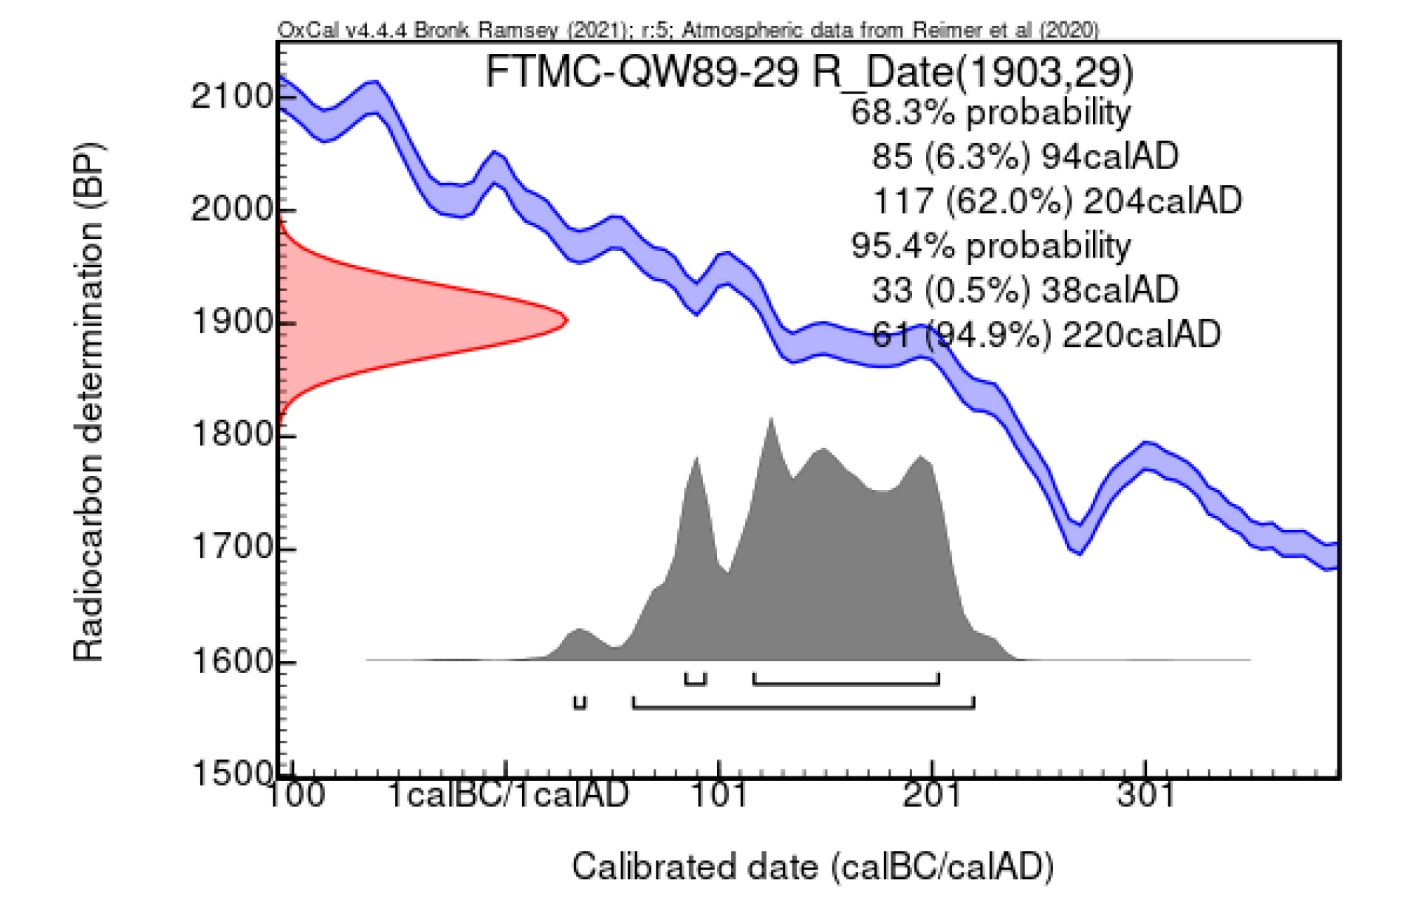 OxCal v4.4.4 Bronk Ramsey (2021); r:5; Atmospheric data from Reimer et al (2020)
FTMC-QW89-29 R_Date(1903,29)
68.3% probability
85 (6.3%) 94calAD
117 (62.0%) 204calAD
95.4% probability
33 (0.5%) 38calAD
61 (94.9%) 220calAD
Radiocarbon determination (BP)
2100
2000
1900
1800
1700
1600
1500
100 1calBC/1calAD 101 201 301
Calibrated date (calBC/calAD)